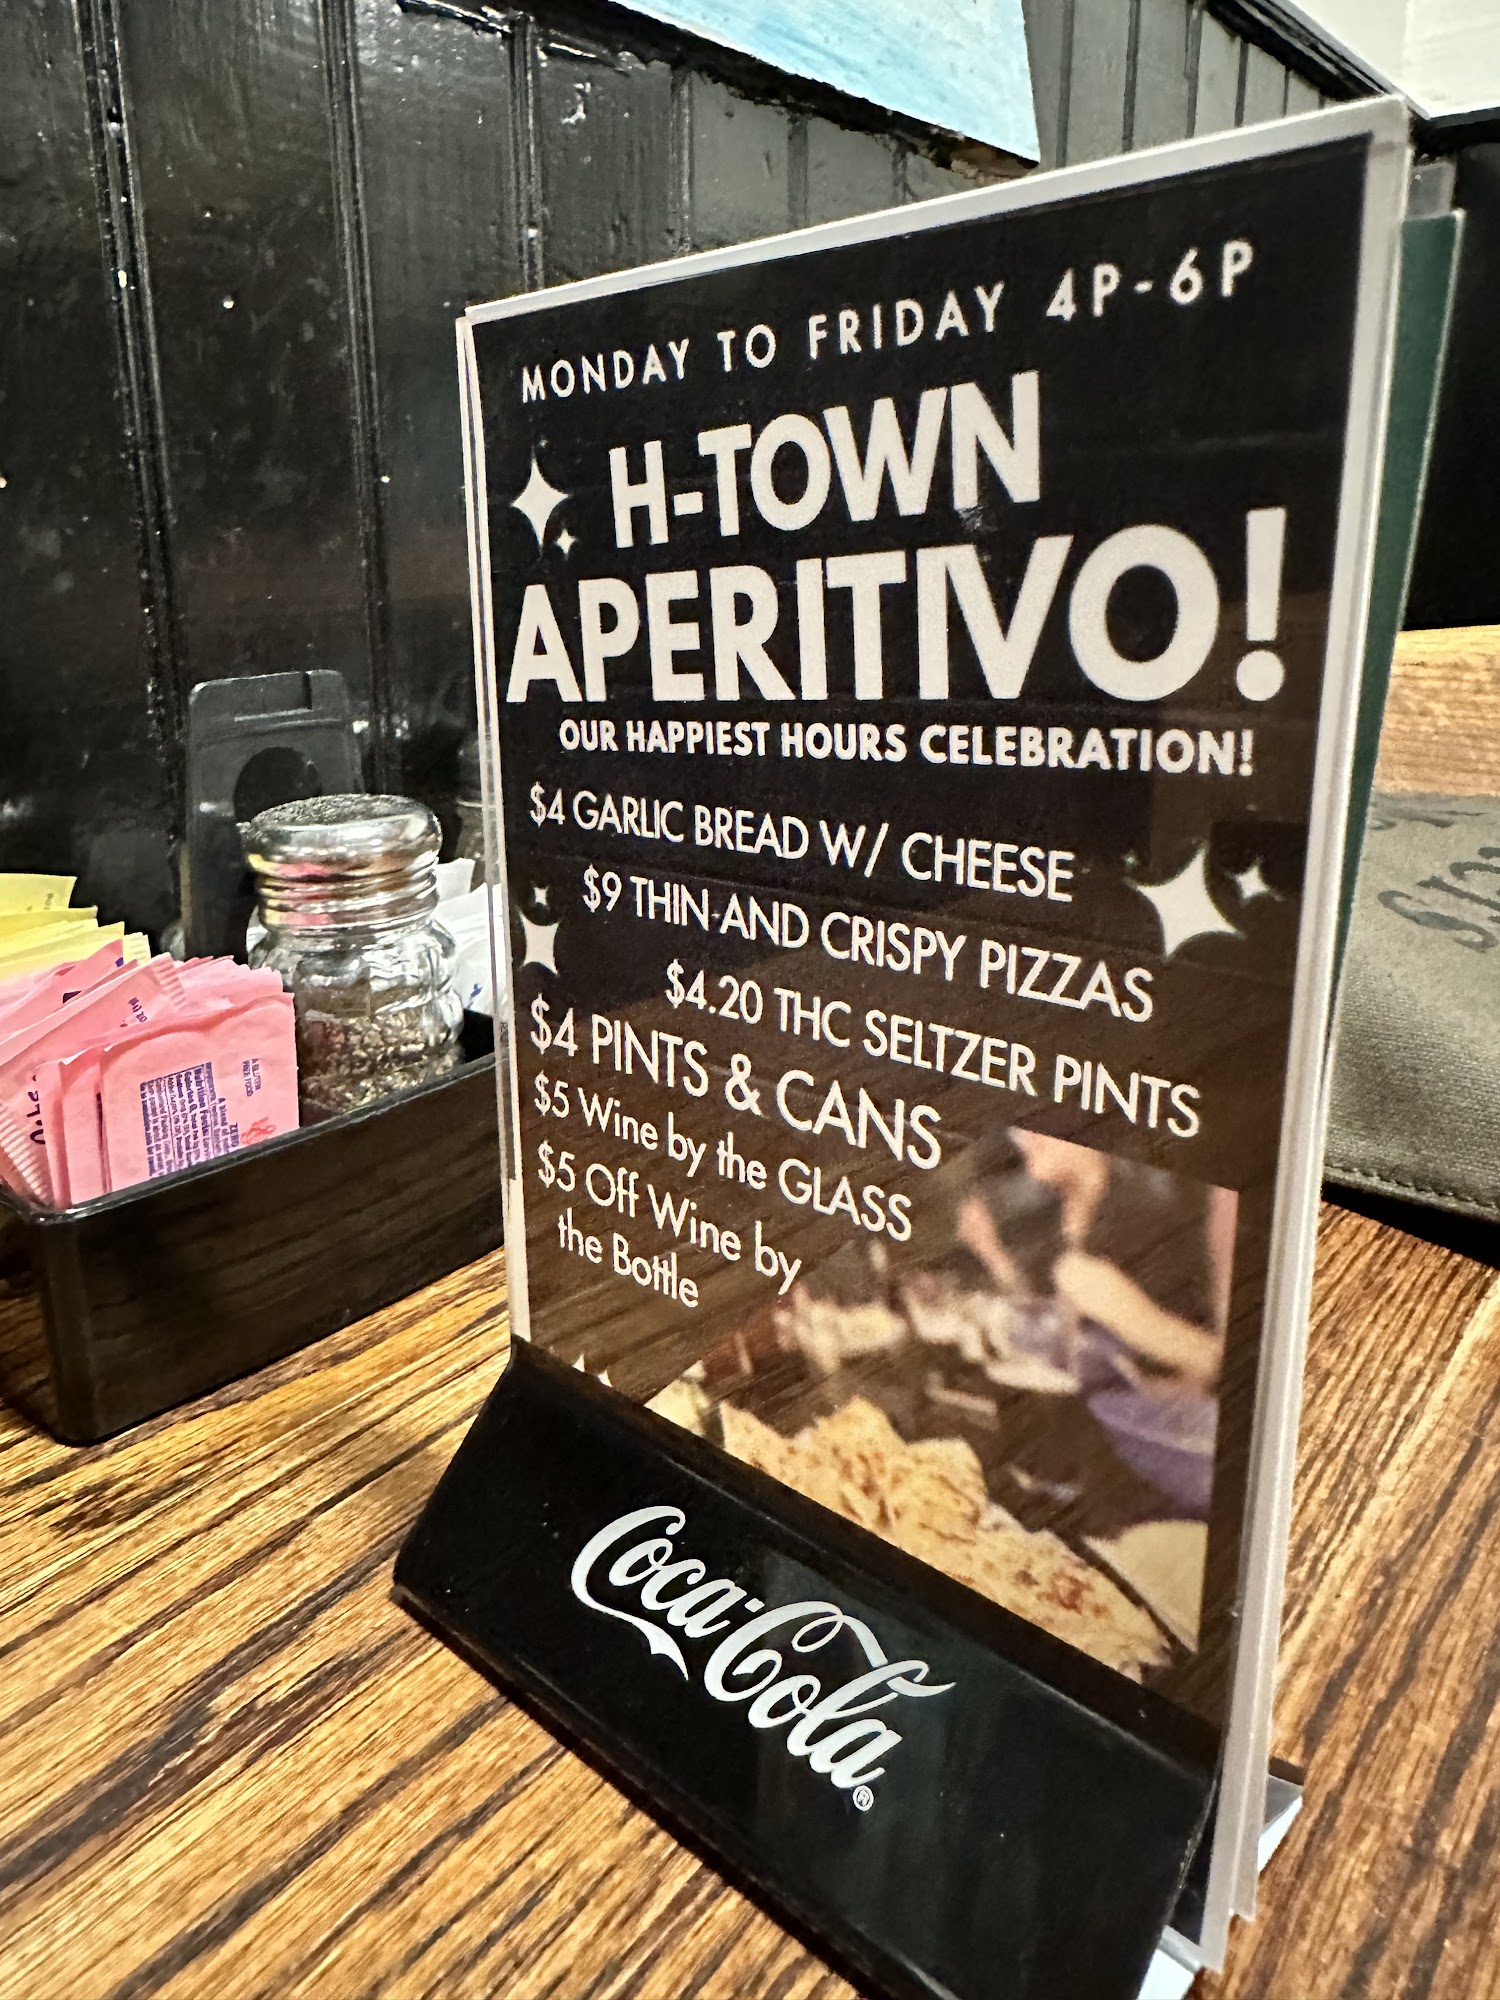 MONDAY TO FRIDAY 4P-6P
H-TOWN
APERITIVO!
OUR HAPPIEST HOURS CELEBRATION!
$4 GARLIC BREAD W/ CHEESE
$9 THIN AND CRISPY PIZZAS
$4.20 THC SELTZER PINTS
$4 PINTS & CANS
$5 Wine by the GLASS
$5 Off Wine by
the Bottle
Coca-Cola®